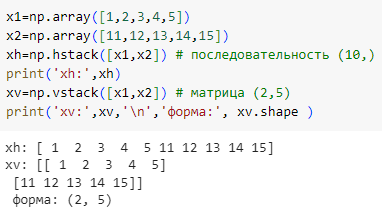 x1=np.array([1,2,3,4,5])
x2=np.array([11,12,13,14,15])
xh=np.hstack([x1,x2]) # последовательность (10,)
print('xh:',xh)
xv=np.vstack([x1,x2]) # матрица (2,5)
print('xv:',xv,'\n','форма:', xv.shape )
xh: [ 1  2  3  4  5 11 12 13 14 15]
xv: [[ 1  2  3  4  5]
 [11 12 13 14 15]]
 форма: (2, 5)